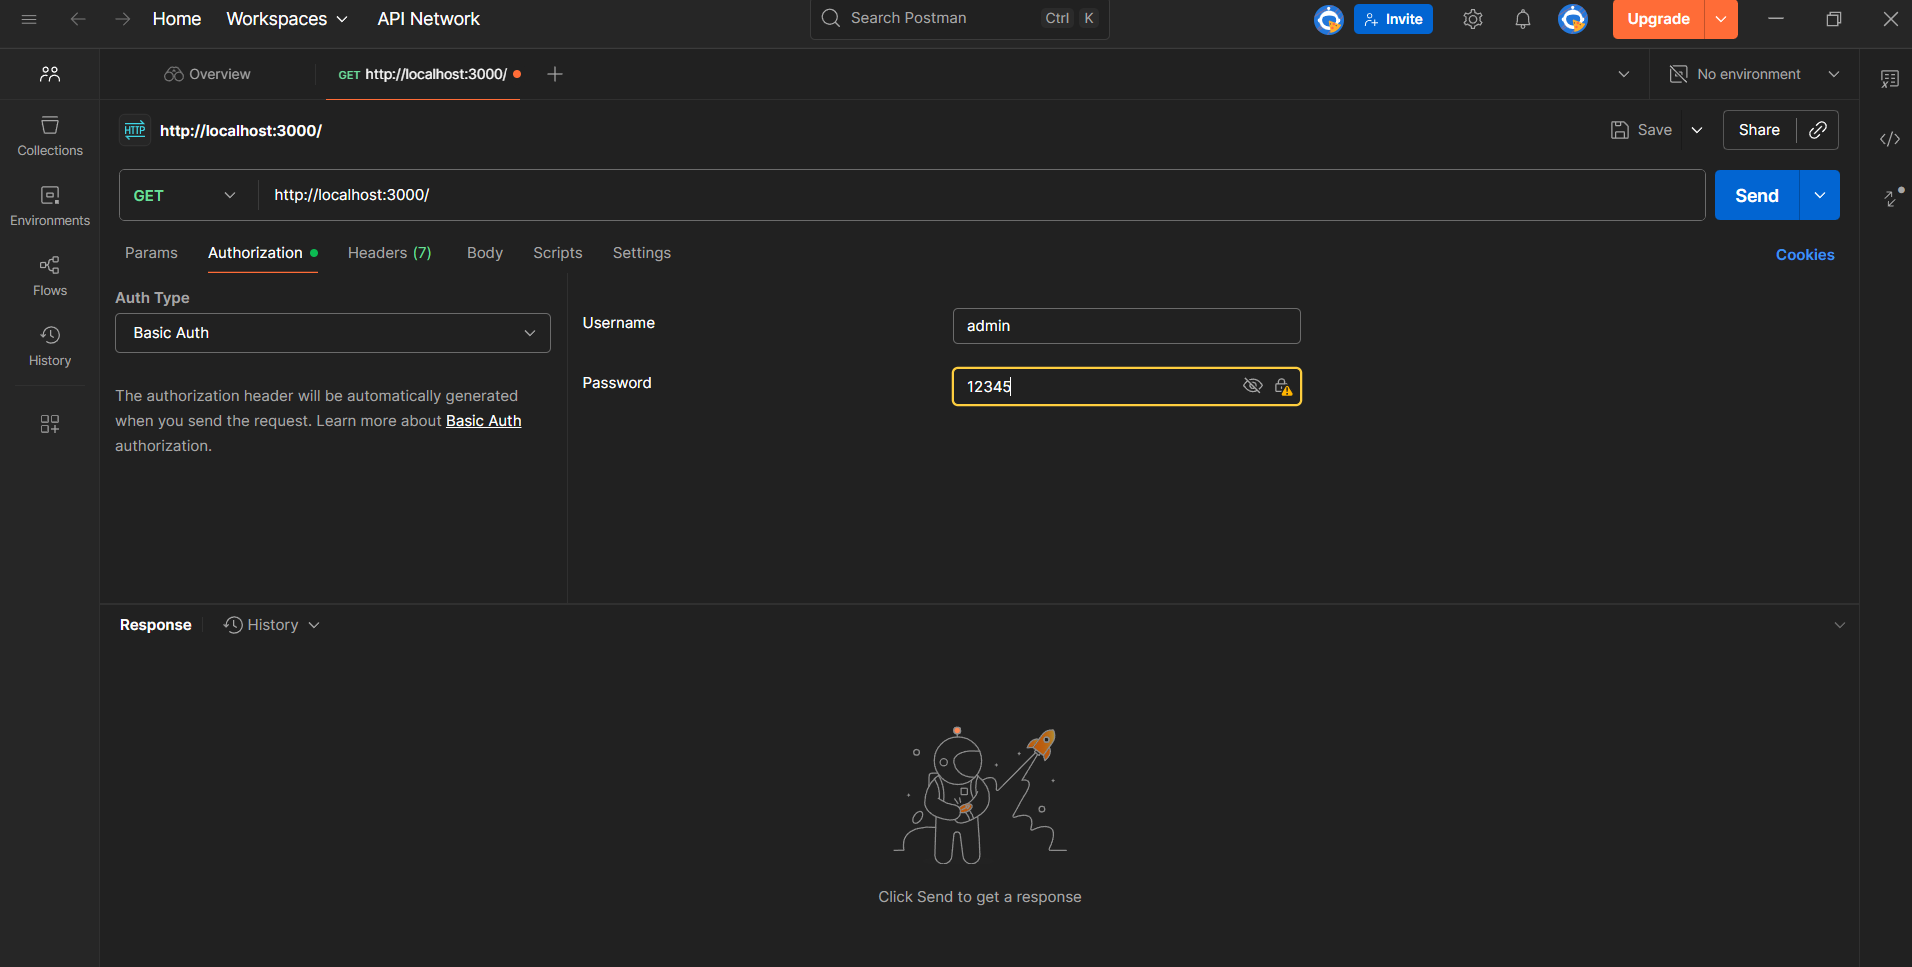 Home Workspaces API Network Search Postman Ctrl K Invite Upgrade
Overview GET http://localhost:3000/ No environment
HTTP http://localhost:3000/ Save Share
GET http://localhost:3000/ Send
Params Authorization Headers (7) Body Scripts Settings Cookies
Collections
Environments
Flows
History
Auth Type
Basic Auth
The authorization header will be automatically generated
when you send the request. Learn more about Basic Auth
authorization.
Username admin
Password 12345
Response History
Click Send to get a response